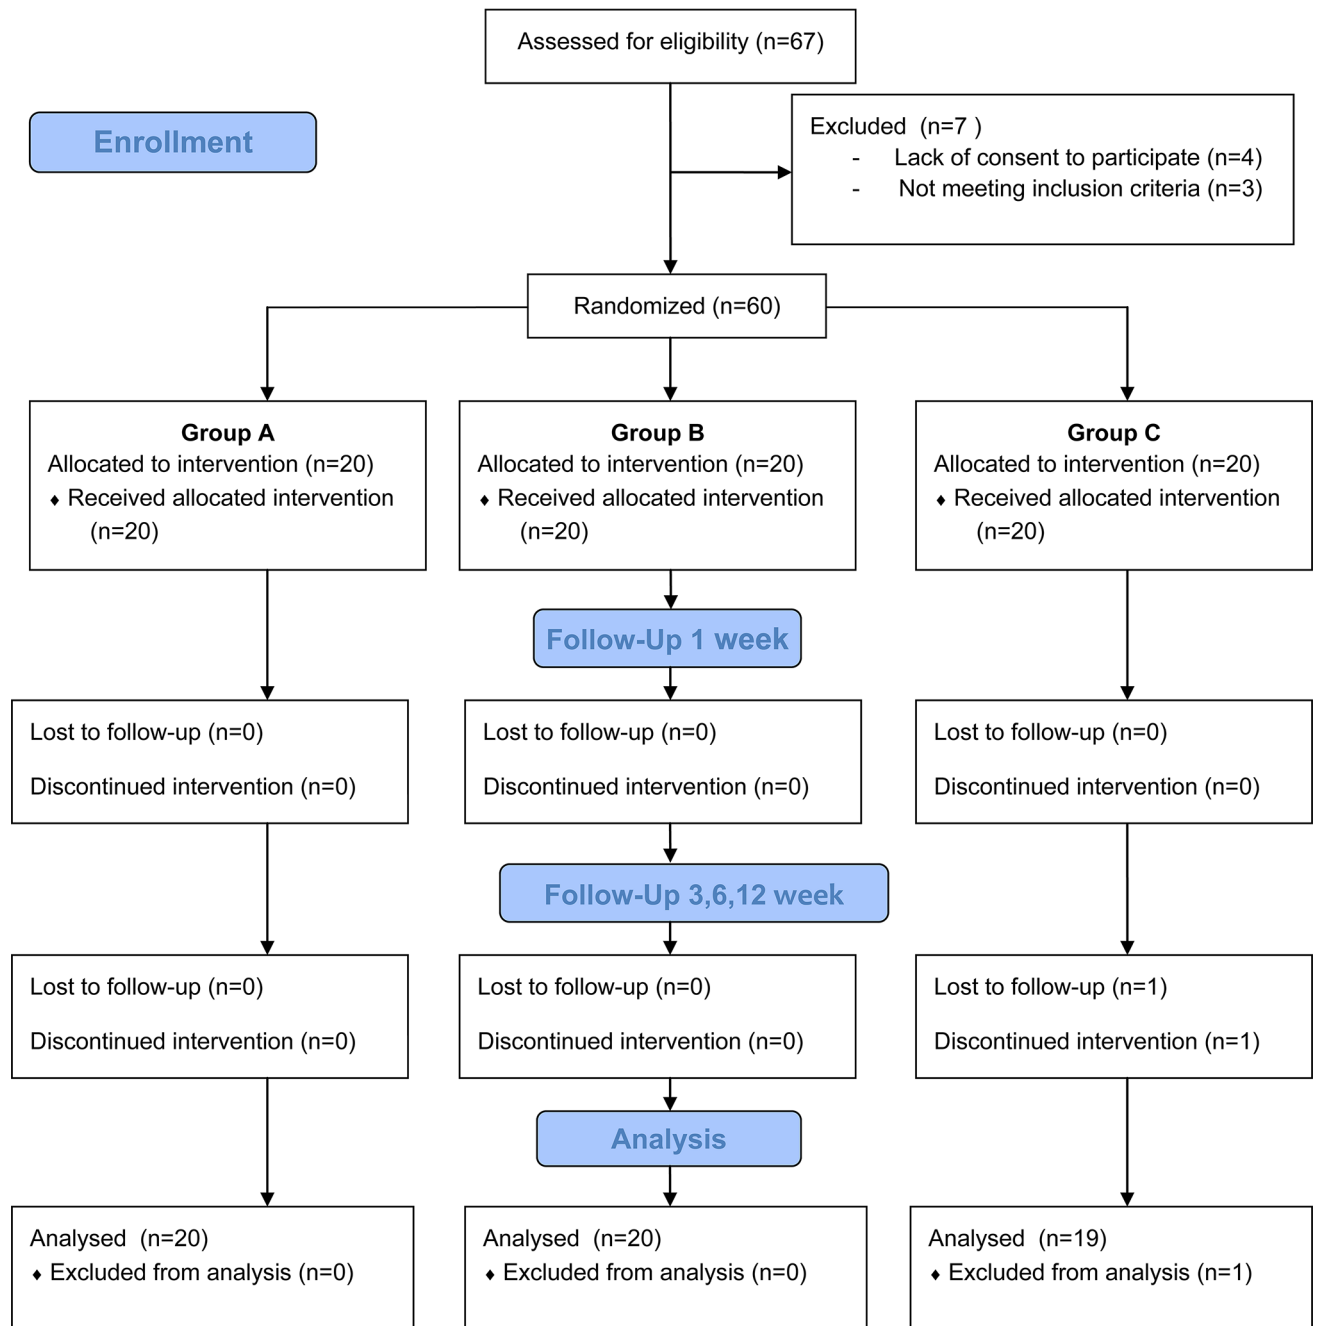 Assessed for eligibility (n=67)
Enrollment
Excluded (n=7 )
- Lack of consent to participate (n=4)
- Not meeting inclusion criteria (n=3)
Randomized (n=60)
Group A
Allocated to intervention (n=20)
♦ Received allocated intervention
(n=20)
Group B
Allocated to intervention (n=20)
♦ Received allocated intervention
(n=20)
Group C
Allocated to intervention (n=20)
♦ Received allocated intervention
(n=20)
Follow-Up 1 week
Lost to follow-up (n=0)
Discontinued intervention (n=0)
Lost to follow-up (n=0)
Discontinued intervention (n=0)
Lost to follow-up (n=0)
Discontinued intervention (n=0)
Follow-Up 3,6,12 week
Lost to follow-up (n=0)
Discontinued intervention (n=0)
Lost to follow-up (n=0)
Discontinued intervention (n=0)
Lost to follow-up (n=1)
Discontinued intervention (n=1)
Analysis
Analysed (n=20)
♦ Excluded from analysis (n=0)
Analysed (n=20)
♦ Excluded from analysis (n=0)
Analysed (n=19)
♦ Excluded from analysis (n=1)